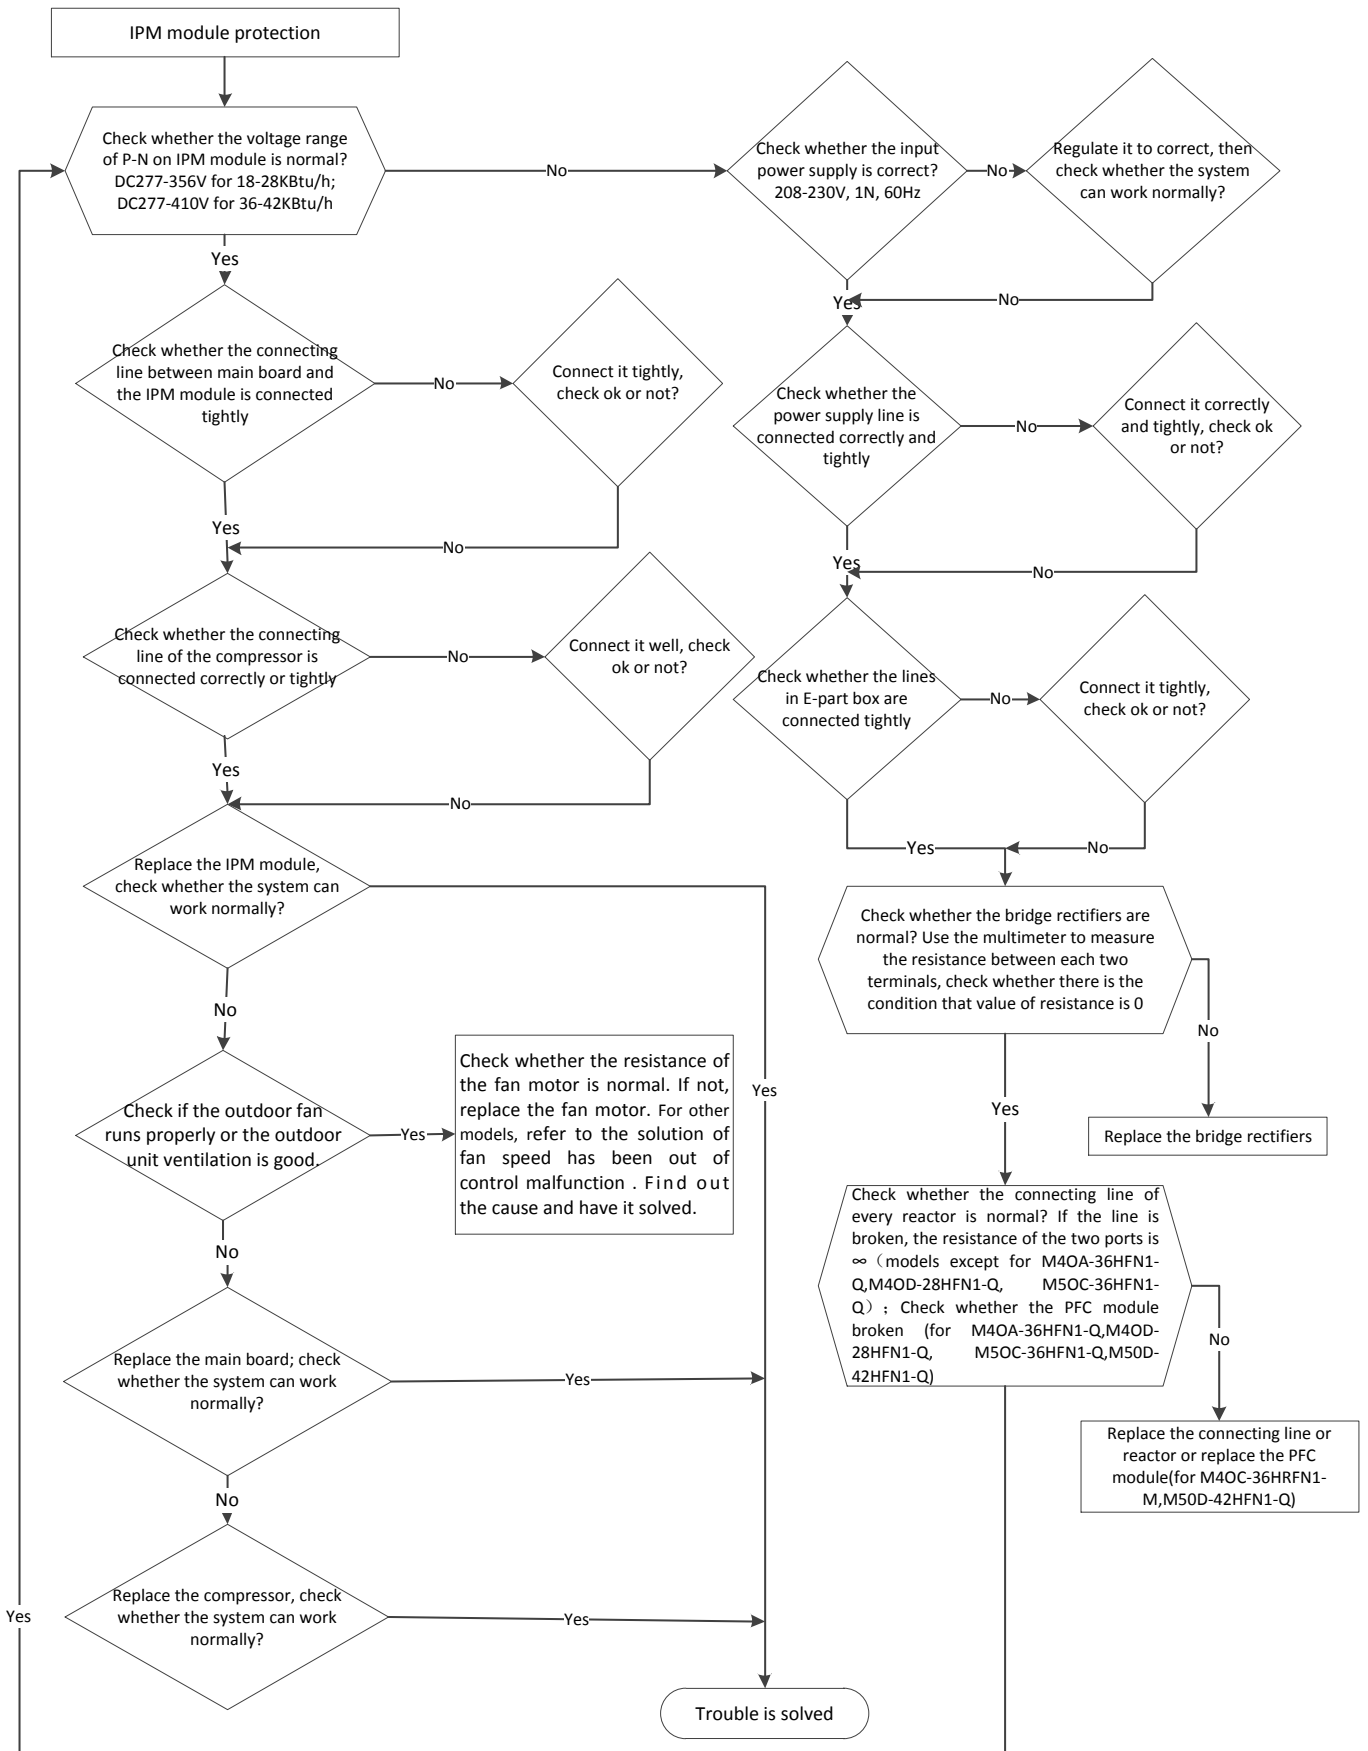 IPM module protection
Check whether the voltage range
of P-N on IPM module is normal?
DC277-356V for 18-28KBtu/h;
DC277-410V for 36-42KBtu/h
No
Check whether the input
power supply is correct?
208-230V, 1N, 60Hz
No
Regulate it to correct, then
check whether the system
can work normally?
Yes
Yes
No
Check whether the connecting
line between main board and
the IPM module is connected
tightly
No
Connect it tightly,
check ok or not?
Check whether the
power supply line is
connected correctly and
tightly
No
Connect it correctly
and tightly, check ok
or not?
Yes
No
Yes
No
Check whether the connecting
line of the compressor is
connected correctly or tightly
No
Connect it well, check
ok or not?
Check whether the lines
in E-part box are
connected tightly
No
Connect it tightly,
check ok or not?
Yes
No
Yes
No
Replace the IPM module,
check whether the system can
work normally?
Check whether the bridge rectifiers are
normal? Use the multimeter to measure
the resistance between each two
terminals, check whether there is the
condition that value of resistance is 0
No
No
Yes
Yes
Check if the outdoor fan
runs properly or the outdoor
unit ventilation is good.
Yes
Check whether the resistance of
the fan motor is normal. If not,
replace the fan motor. For other
models, refer to the solution of
fan speed has been out of
control malfunction . Find out
the cause and have it solved.
Replace the bridge rectifiers
No
Check whether the connecting line of
every reactor is normal? If the line is
broken, the resistance of the two ports is
∞（models except for M4OA-36HFN1-
Q,M4OD-28HFN1-Q, M5OC-36HFN1-
Q）；Check whether the PFC module
broken (for M4OA-36HFN1-Q,M4OD-
28HFN1-Q, M5OC-36HFN1-Q,M50D-
42HFN1-Q)
No
Replace the main board; check
whether the system can work
normally?
Yes
Replace the connecting line or
reactor or replace the PFC
module(for M4OC-36HRFN1-
M,M50D-42HFN1-Q)
No
Replace the compressor, check
whether the system can work
normally?
Yes
Yes
Trouble is solved